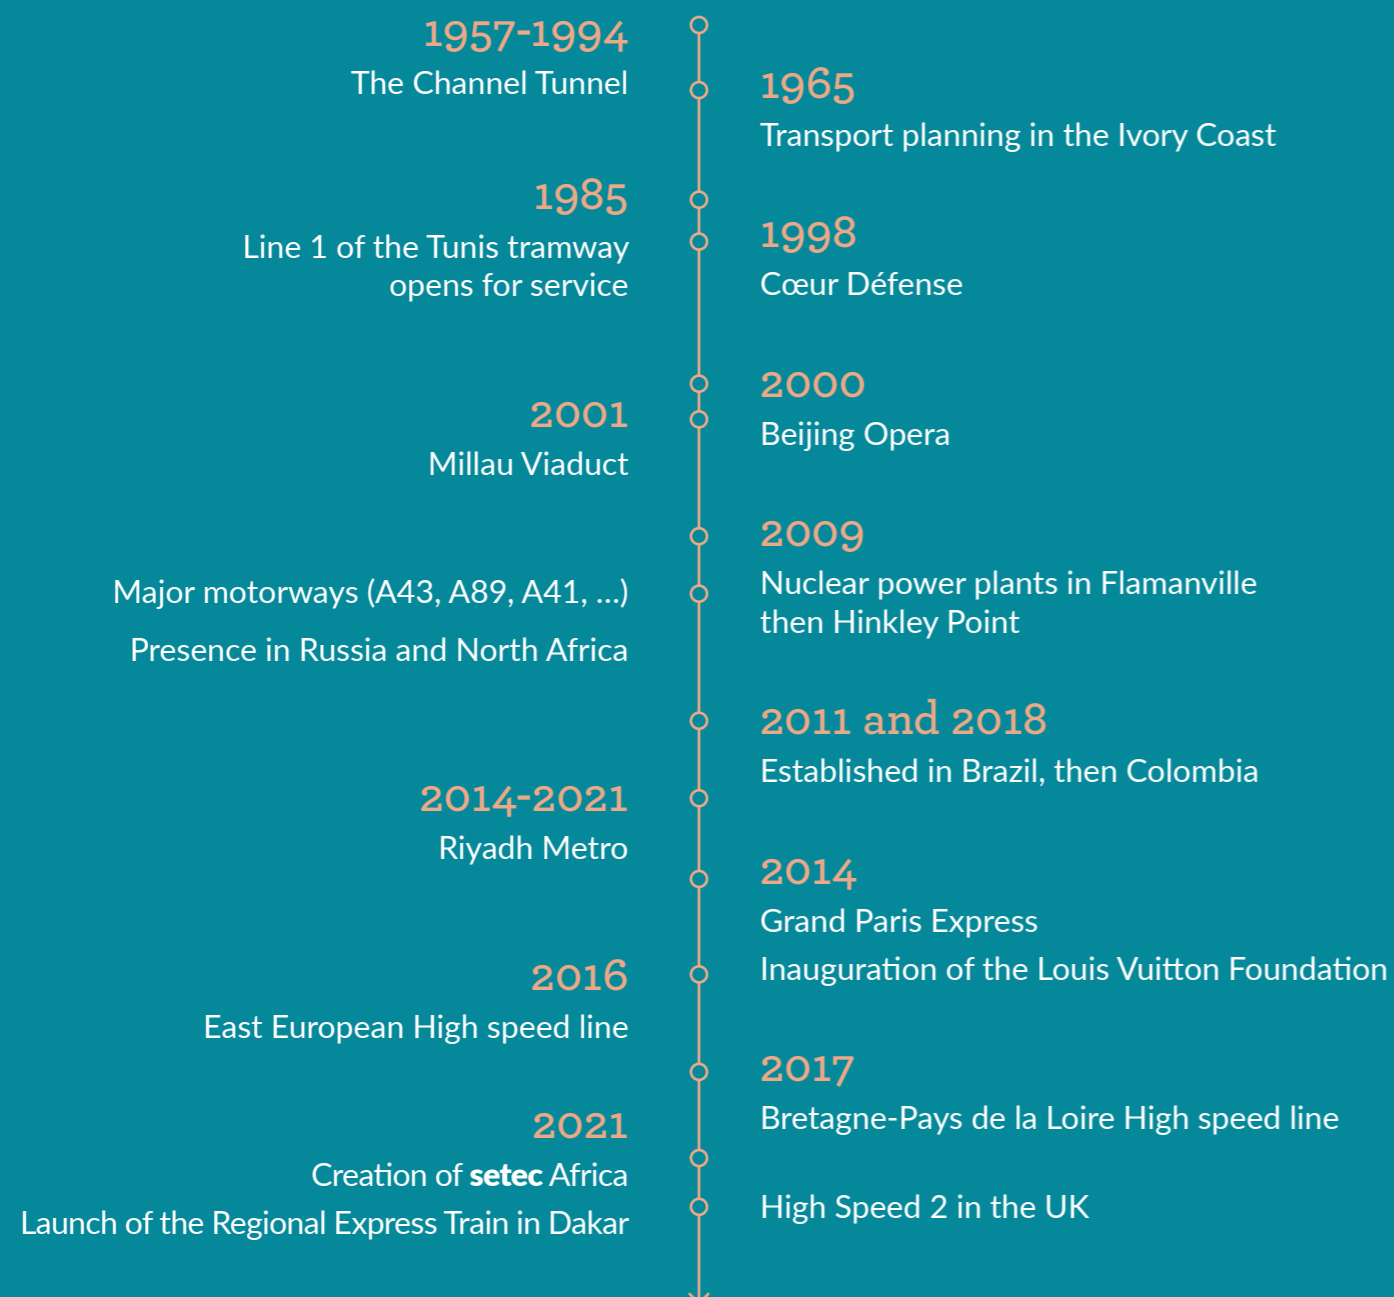 1957-1994
The Channel Tunnel
1965
Transport planning in the Ivory Coast
1985
Line 1 of the Tunis tramway
opens for service
1998
Cœur Défense
2000
Beijing Opera
2001
Millau Viaduct
2009
Nuclear power plants in Flamanville
then Hinkley Point
Major motorways (A43, A89, A41, ...)
Presence in Russia and North Africa
2011 and 2018
Established in Brazil, then Colombia
2014-2021
Riyadh Metro
2014
Grand Paris Express
Inauguration of the Louis Vuitton Foundation
2016
East European High speed line
2017
Bretagne-Pays de la Loire High speed line
2021
Creation of setec Africa
Launch of the Regional Express Train in Dakar
High Speed 2 in the UK